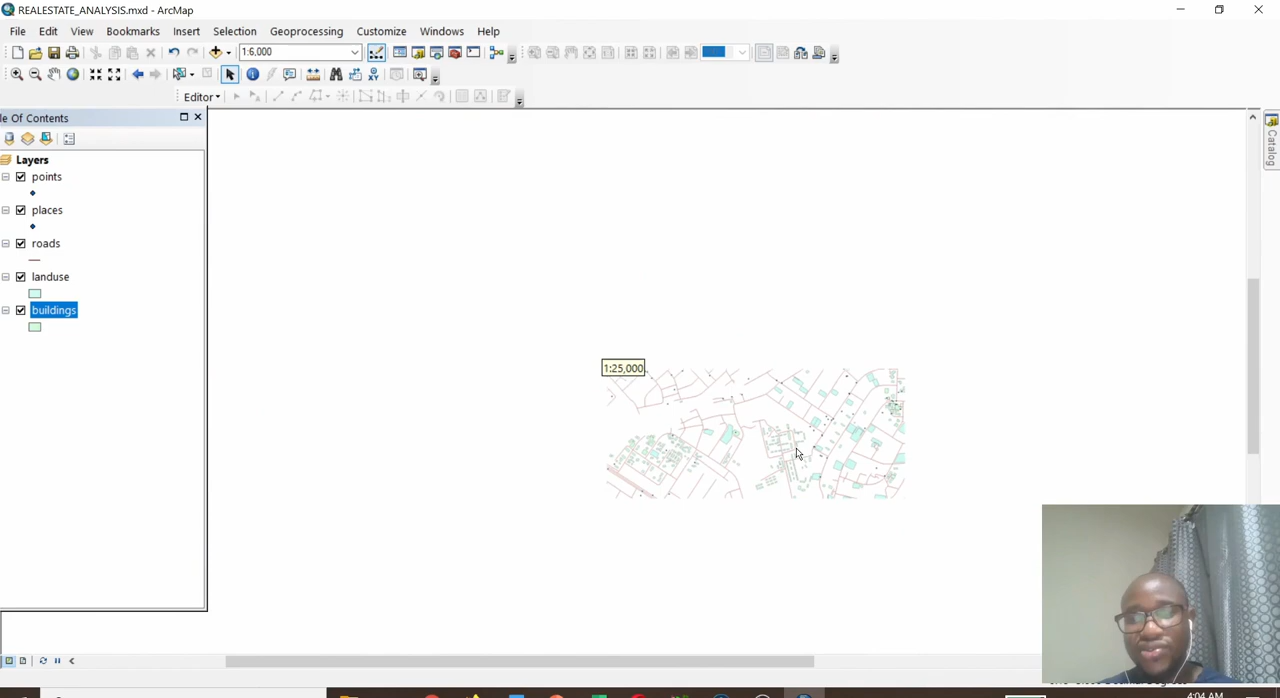 REALESTATE_ANALYSIS.mxd - ArcMap
File Edit View Bookmarks Insert Selection Geoprocessing Customize Windows Help
1:6,000
Editor
le Of Contents
Layers
points
places
roads
landuse
buildings
1:25,000
Catalog
4:04 AM